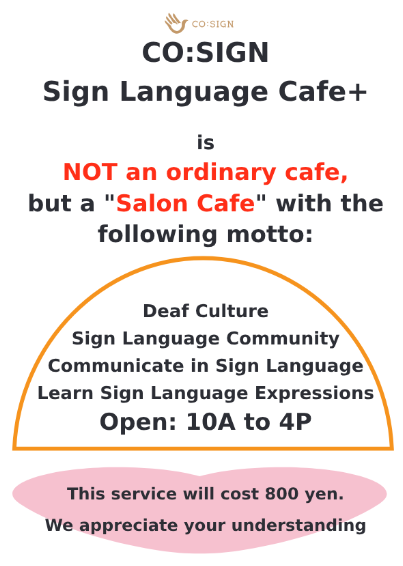 CO:SIGN
CO:SIGN
Sign Language Cafe+
is
NOT an ordinary cafe,
but a "Salon Cafe" with the
following motto:
Deaf Culture
Sign Language Community
Communicate in Sign Language
Learn Sign Language Expressions
Open: 10A to 4P
This service will cost 800 yen.
We appreciate your understanding